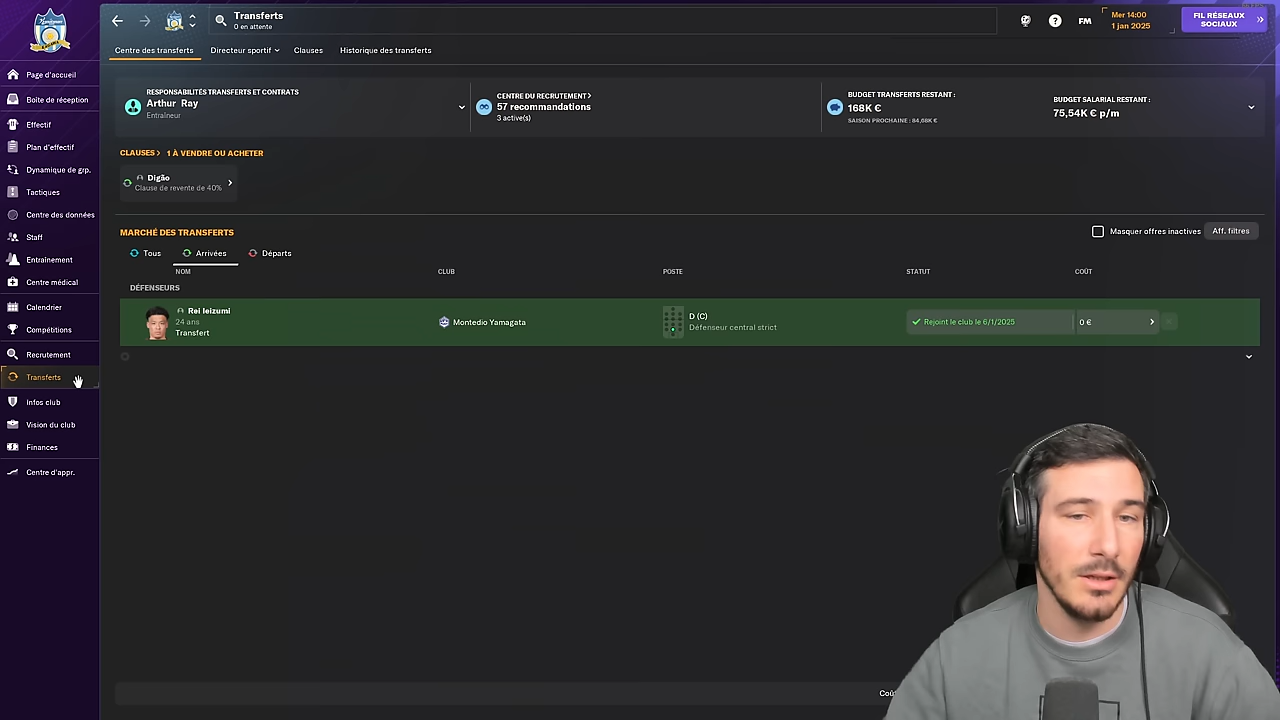 Transferts
0 en attente
Mer 14:00
1 jan 2025
FM
FIL RÉSEAUX
SOCIAUX
Centre des transferts
Directeur sportif
Clauses
Historique des transferts
Page d'accueil
Boîte de réception
Effectif
Plan d'effectif
Dynamique de grp.
Tactiques
Centre des données
Staff
Entraînement
Centre médical
Calendrier
Compétitions
Recrutement
Transferts
Infos club
Vision du club
Finances
Centre d'appr.
RESPONSABILITÉS TRANSFERTS ET CONTRATS
Arthur Ray
Entraîneur
CENTRE DU RECRUTEMENT >
57 recommandations
3 active(s)
BUDGET TRANSFERTS RESTANT :
168K €
SAISON PROCHAINE : 84,68K €
BUDGET SALARIAL RESTANT :
75,54K € p/m
CLAUSES > 1 À VENDRE OU ACHETER
Digão
Clause de revente de 40%
MARCHÉ DES TRANSFERTS
Masquer offres inactives
Aff. filtres
Tous
Arrivées
Départs
NOM
CLUB
POSTE
STATUT
COÛT
DÉFENSEURS
Rei Ieizumi
24 ans
Transfert
Montedio Yamagata
D (C)
Défenseur central strict
Rejoint le club le 6/1/2025
0 €